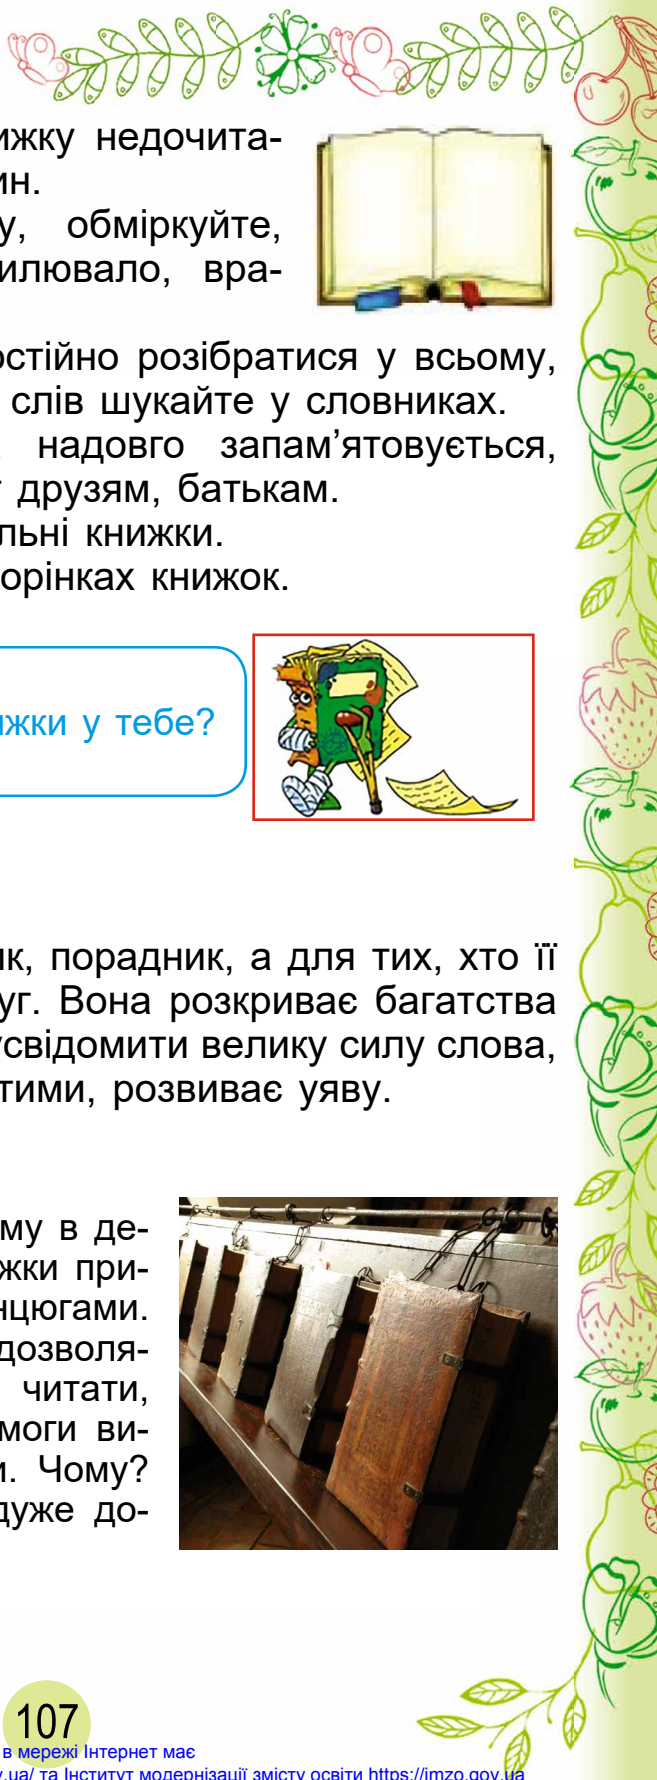 ижку недочита-
ин.
у, обміркуйте,
илювало, вра-
остійно розібратися у всьому,
слів шукайте у словниках.
надовго запам’ятовується,
друзям, батькам.
льні книжки.
орінках книжок.
ижки у тебе?
ик, порадник, а для тих, хто її
уг. Вона розкриває багатства
усвідомити велику силу слова,
тими, розвиває уяву.
му в де-
жки при-
нцюгами.
дозволя-
читати,
моги ви-
и. Чому?
дуже до-
107
в мережі Інтернет має
v.ua/ та Інститут модернізації змісту освіти https://imzo.gov.ua